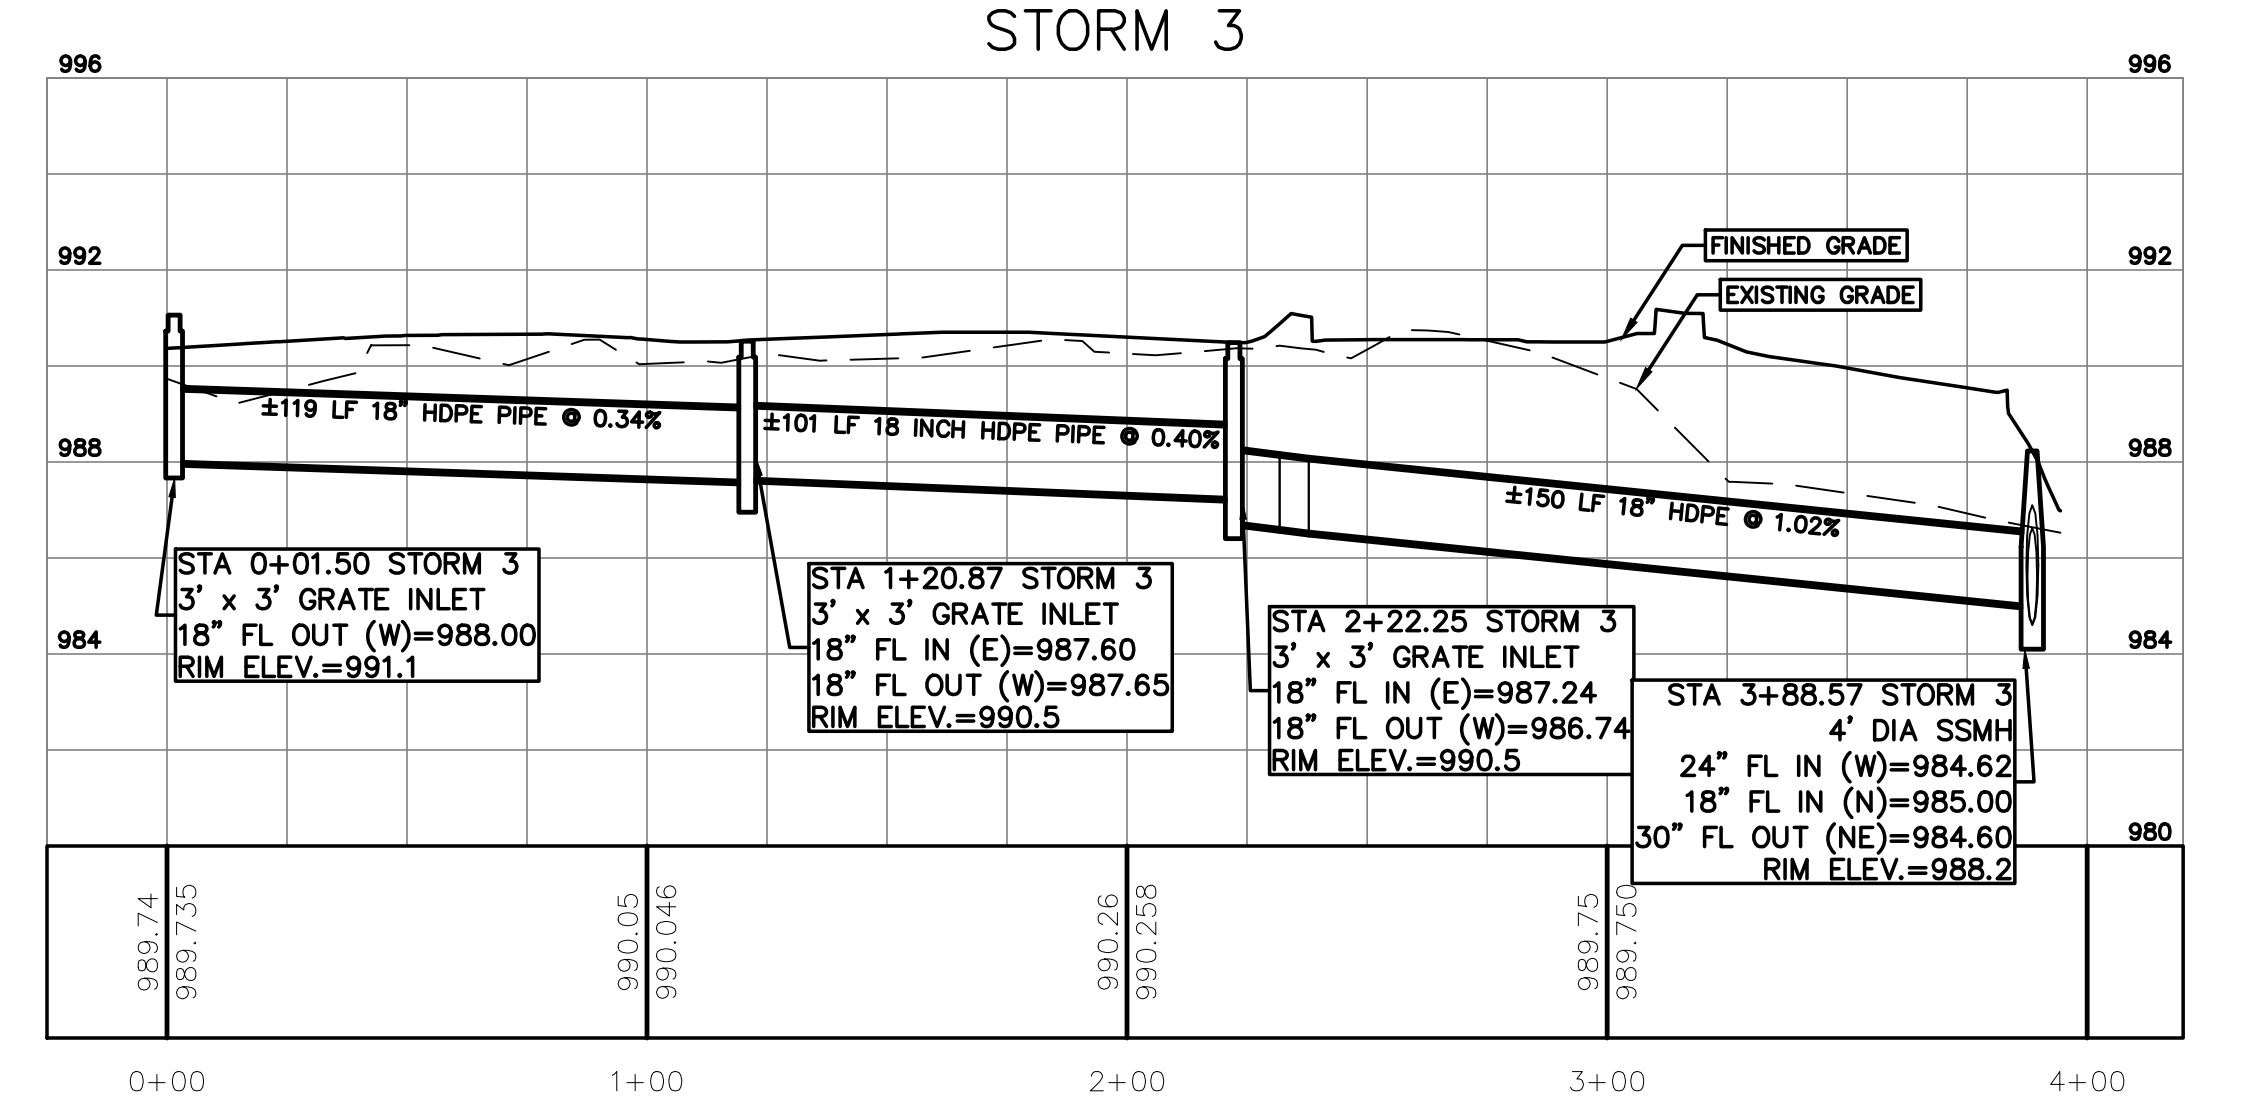 STORM 3
996
996
992
992
FINISHED GRADE
EXISTING GRADE
±119 LF 18" HDPE PIPE @ 0.34%
±101 LF 18 INCH HDPE PIPE @ 0.40%
988
988
±150 LF 18" HDPE @ 1.02%
STA 0+01.50 STORM 3
3' x 3' GRATE INLET
18" FL OUT (W)=988.00
RIM ELEV.=991.1
STA 1+20.87 STORM 3
3' x 3' GRATE INLET
18" FL IN (E)=987.60
18" FL OUT (W)=987.65
RIM ELEV.=990.5
STA 2+22.25 STORM 3
3' x 3' GRATE INLET
18" FL IN (E)=987.24
18" FL OUT (W)=986.74
RIM ELEV.=990.5
984
984
STA 3+88.57 STORM 3
4' DIA SSMH
24" FL IN (W)=984.62
18" FL IN (N)=985.00
30" FL OUT (NE)=984.60
RIM ELEV.=988.2
980
989.74
989.735
990.05
990.046
990.26
990.258
989.75
989.750
0+00
1+00
2+00
3+00
4+00